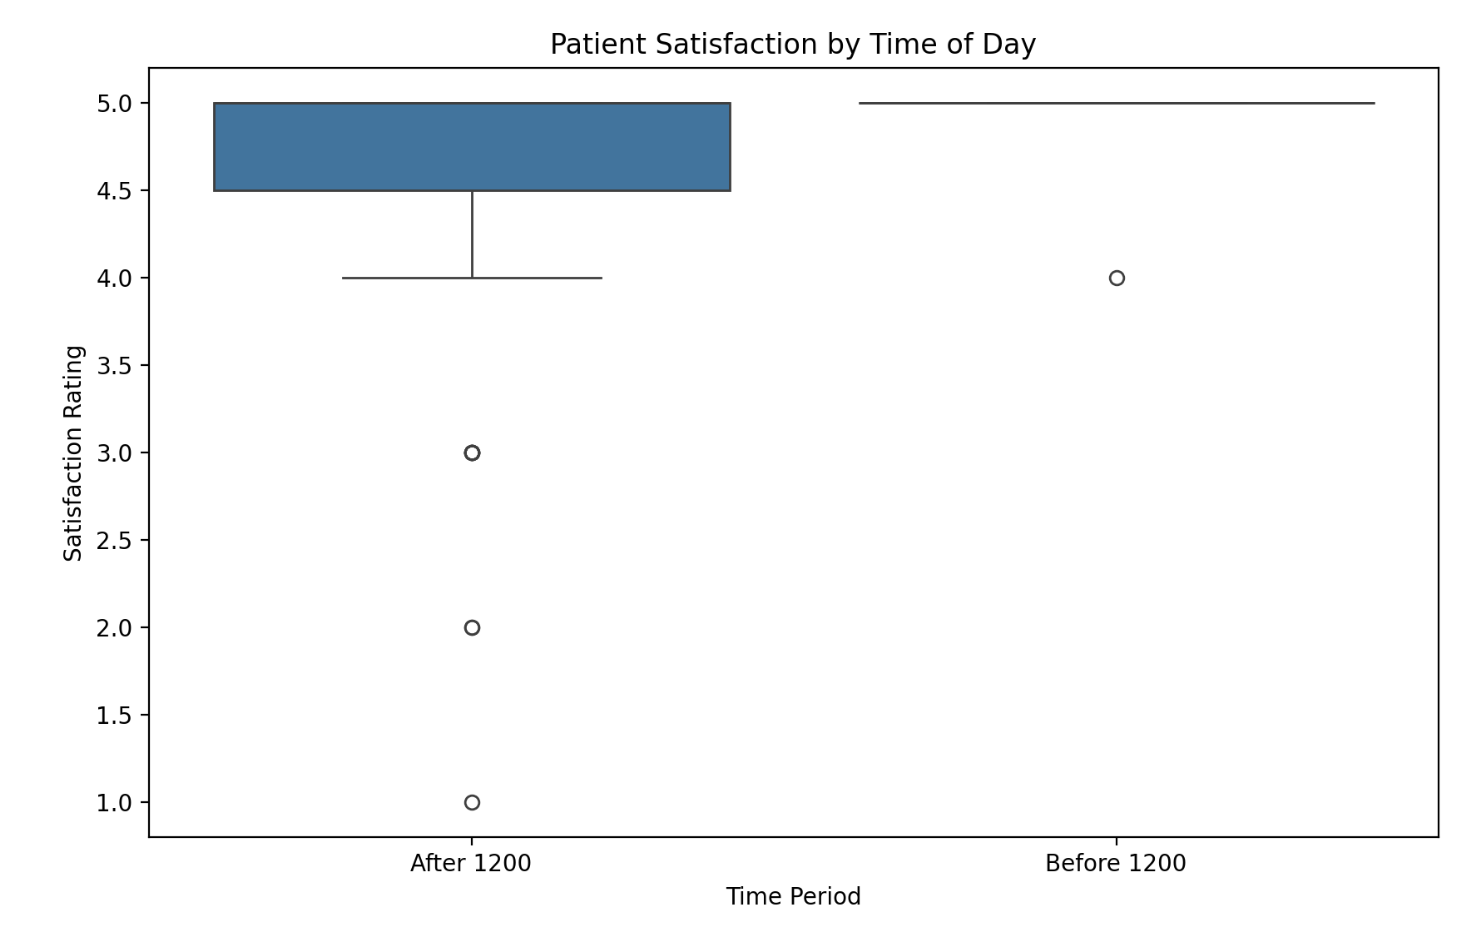 Patient Satisfaction by Time of Day
5.0
4.5
4.0
3.5
3.0
2.5
2.0
1.5
1.0
Satisfaction Rating
After 1200
Before 1200
Time Period